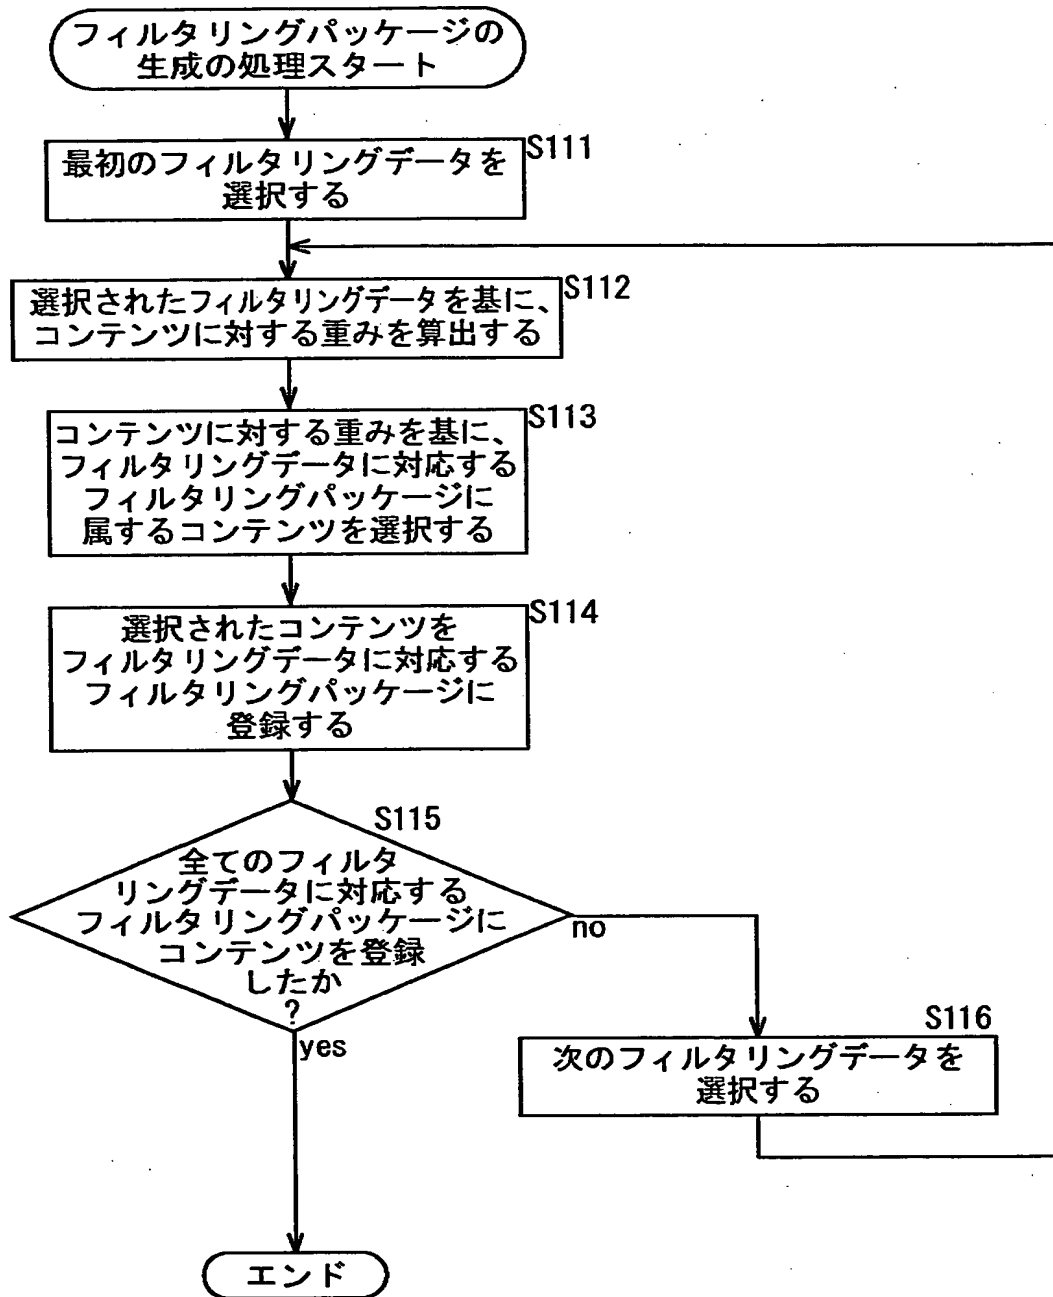 フィルタリングパッケージの
生成の処理スタート
S111
最初のフィルタリングデータを
選択する
S112
選択されたフィルタリングデータを基に、
コンテンツに対する重みを算出する
S113
コンテンツに対する重みを基に、
フィルタリングデータに対応する
フィルタリングパッケージに
属するコンテンツを選択する
S114
選択されたコンテンツを
フィルタリングデータに対応する
フィルタリングパッケージに
登録する
S115
全てのフィルタ
リングデータに対応する
フィルタリングパッケージに
コンテンツを登録
したか
?
no
yes
S116
次のフィルタリングデータを
選択する
エンド